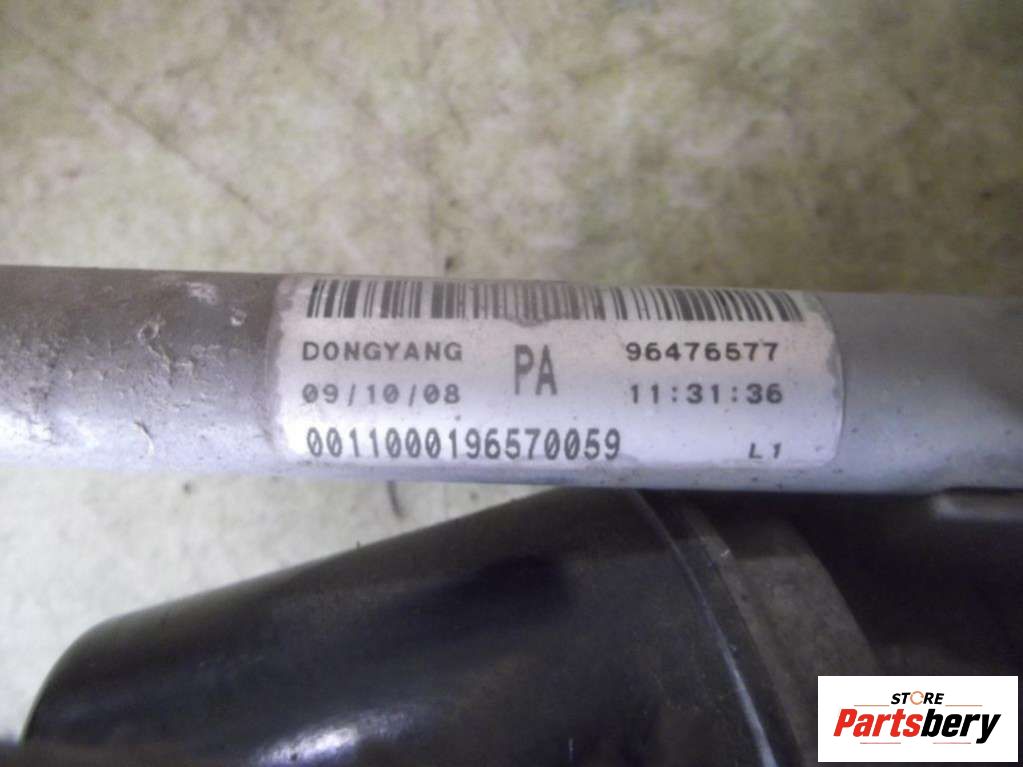 DONGYANG PA 96476577
09/10/08 11:31:36
0011000196570059 L1
STORE
Partsbery